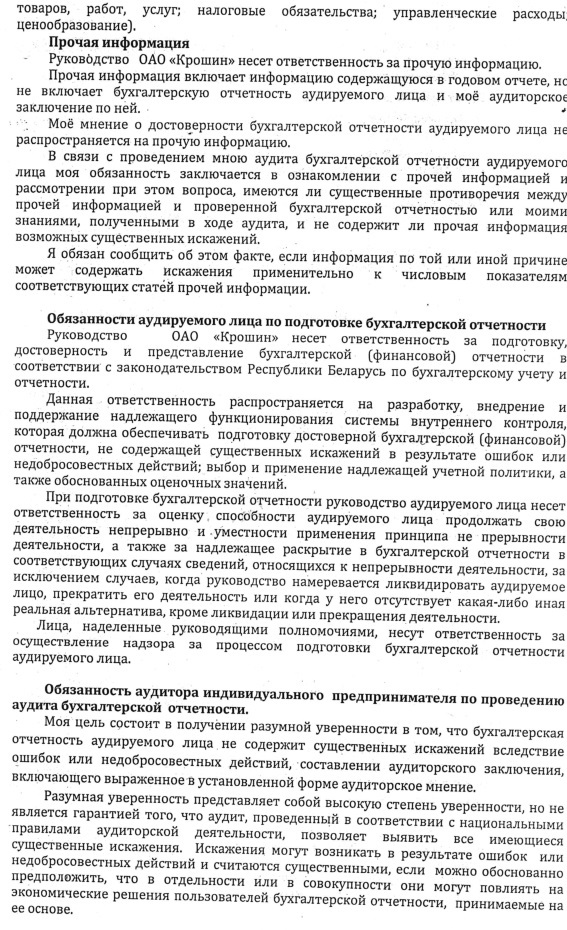 товаров, работ, услуг; налоговые обязательства; управленческие расходы;
ценообразование).
Прочая информация
Руководство ОАО «Крошин» несет ответственность за прочую информацию.
Прочая информация включает информацию содержащуюся в годовом отчете, но
не включает бухгалтерскую отчетность аудируемого лица и моё аудиторское
заключение по ней.
Моё мнение о достоверности бухгалтерской отчетности аудируемого лица не
распространяется на прочую информацию.
В связи с проведением мною аудита бухгалтерской отчетности аудируемого
лица моя обязанность заключается в ознакомлении с прочей информацией и
рассмотрении при этом вопроса, имеются ли существенные противоречия между
прочей информацией и проверенной бухгалтерской отчетностью или моими
знаниями, полученными в ходе аудита, и не содержит ли прочая информация
возможных существенных искажений.
Я обязан сообщить об этом факте, если информация по той или иной причине
может содержать искажения применительно к числовым показателям
соответствующих статей прочей информации.
Обязанности аудируемого лица по подготовке бухгалтерской отчетности
Руководство ОАО «Крошин» несет ответственность за подготовку,
достоверность и представление бухгалтерской (финансовой) отчетности в
соответствии с законодательством Республики Беларусь по бухгалтерскому учету и
отчетности.
Данная ответственность распространяется на разработку, внедрение и
поддержание надлежащего функционирования системы внутреннего контроля,
которая должна обеспечивать подготовку достоверной бухгалтерской (финансовой)
отчетности, не содержащей существенных искажений в результате ошибок или
недобросовестных действий; выбор и применение надлежащей учетной политики, а
также обоснованных оценочных значений.
При подготовке бухгалтерской отчетности руководство аудируемого лица несет
ответственность за оценку способности аудируемого лица продолжать свою
деятельность непрерывно и уместности применения принципа не прерывности
деятельности, а также за надлежащее раскрытие в бухгалтерской отчетности в
соответствующих случаях сведений, относящихся к непрерывности деятельности, за
исключением случаев, когда руководство намеревается ликвидировать аудируемое
лицо, прекратить его деятельность или когда у него отсутствует какая-либо иная
реальная альтернатива, кроме ликвидации или прекращения деятельности.
Лица, наделенные руководящими полномочиями, несут ответственность за
осуществление надзора за процессом подготовки бухгалтерской отчетности
аудируемого лица.
Обязанность аудитора индивидуального предпринимателя по проведению
аудита бухгалтерской отчетности.
Моя цель состоит в получении разумной уверенности в том, что бухгалтерская
отчетность аудируемого лица не содержит существенных искажений вследствие
ошибок или недобросовестных действий, составлении аудиторского заключения,
включающего выраженное в установленной форме аудиторское мнение.
Разумная уверенность представляет собой высокую степень уверенности, но не
является гарантией того, что аудит, проведенный в соответствии с национальными
правилами аудиторской деятельности, позволяет выявить все имеющиеся
существенные искажения. Искажения могут возникать в результате ошибок или
недобросовестных действий и считаются существенными, если можно обоснованно
предположить, что в отдельности или в совокупности они могут повлиять на
экономические решения пользователей бухгалтерской отчетности, принимаемые на
ее основе.